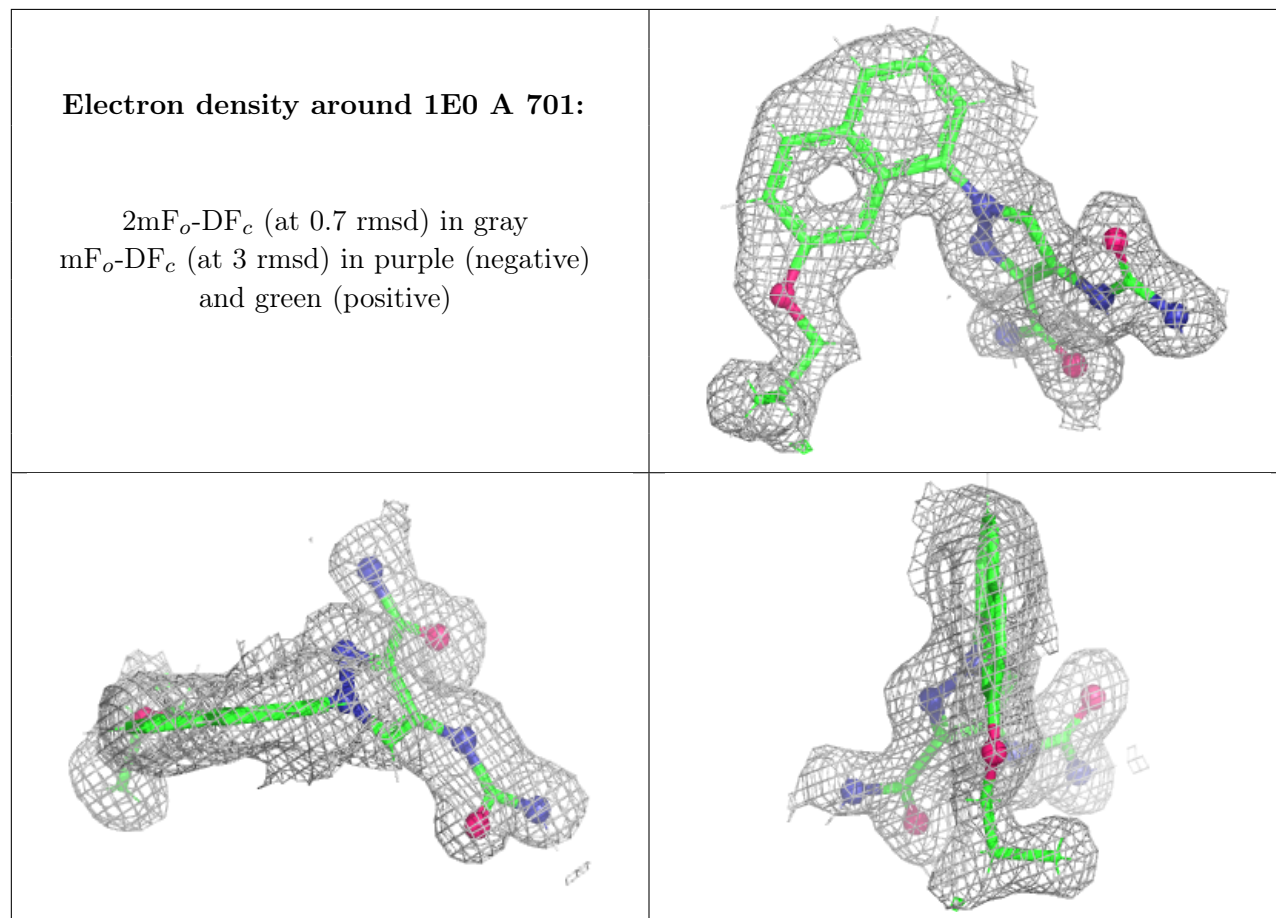 Electron density around 1E0 A 701:
2mFo-DFc (at 0.7 rmsd) in gray
mFo-DFc (at 3 rmsd) in purple (negative)
and green (positive)